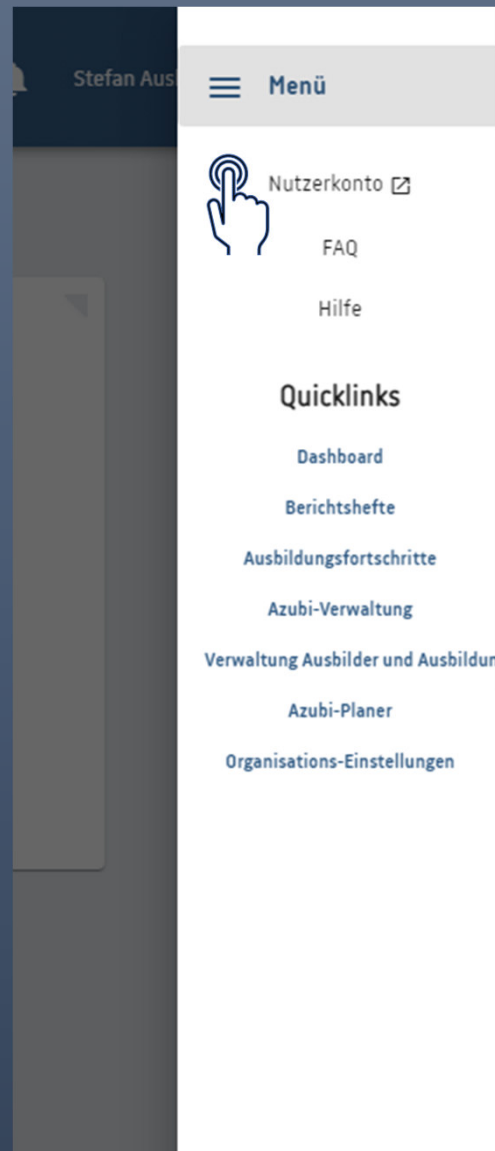 Stefan Aus
Menü
Nutzerkonto
FAQ
Hilfe
Quicklinks
Dashboard
Berichtshefte
Ausbildungsfortschritte
Azubi-Verwaltung
Verwaltung Ausbilder und Ausbildun
Azubi-Planer
Organisations-Einstellungen